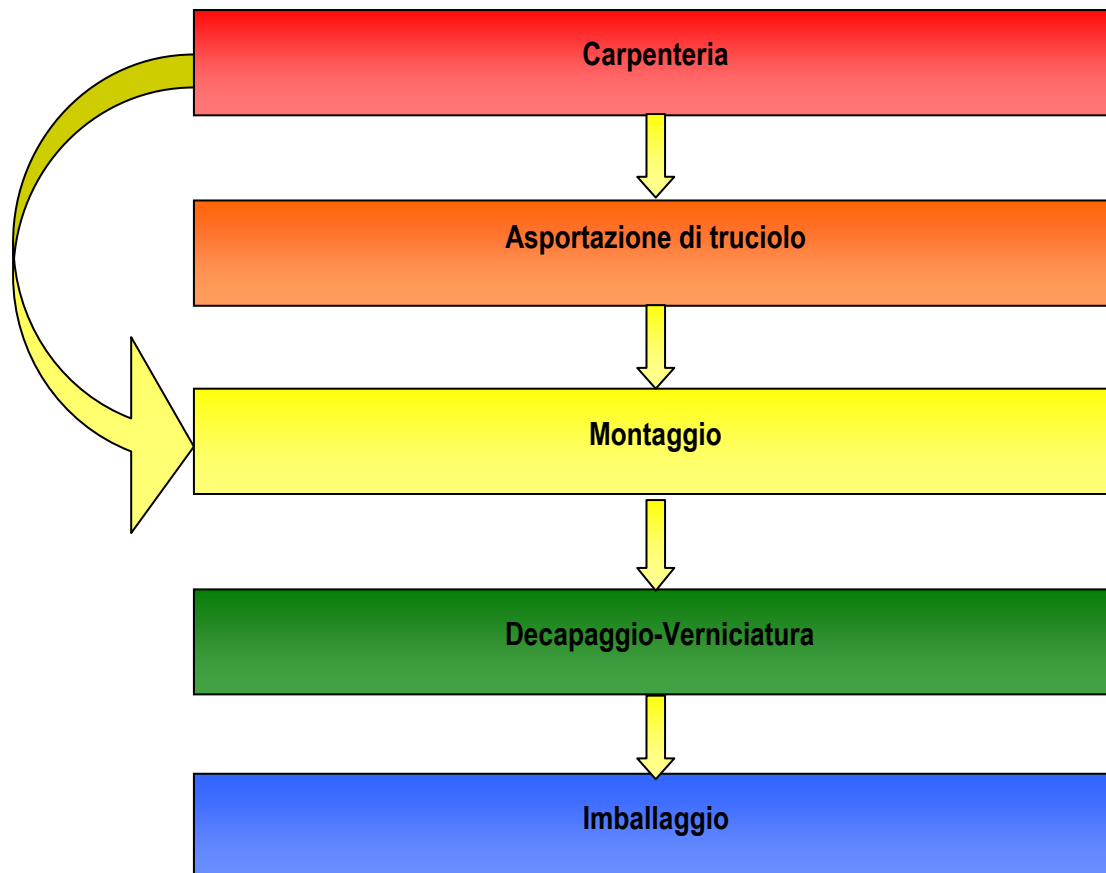 Carpenteria
Asportazione di truciolo
Montaggio
Decapaggio-Verniciatura
Imballaggio